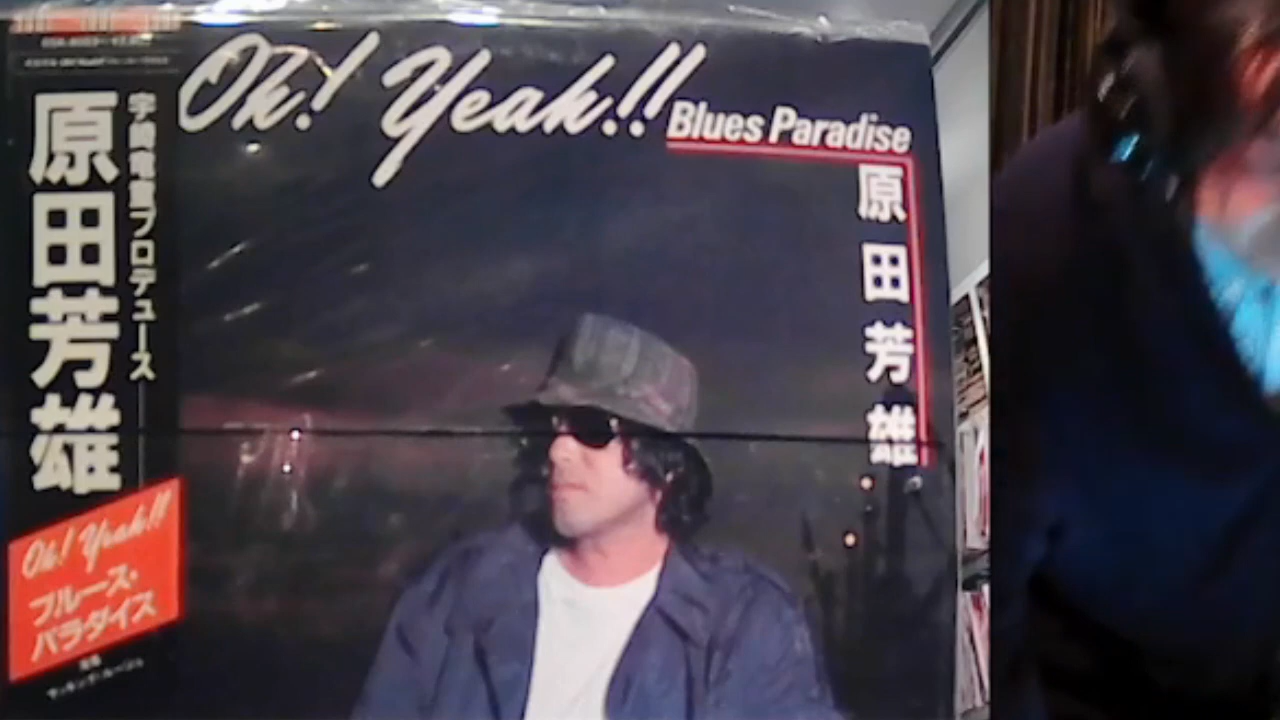 Oh! Yeah!!
Blues Paradise
原田芳雄
宇崎竜童プロデュース
原田芳雄
Oh! Yeah!!
ブルース・
パラダイス